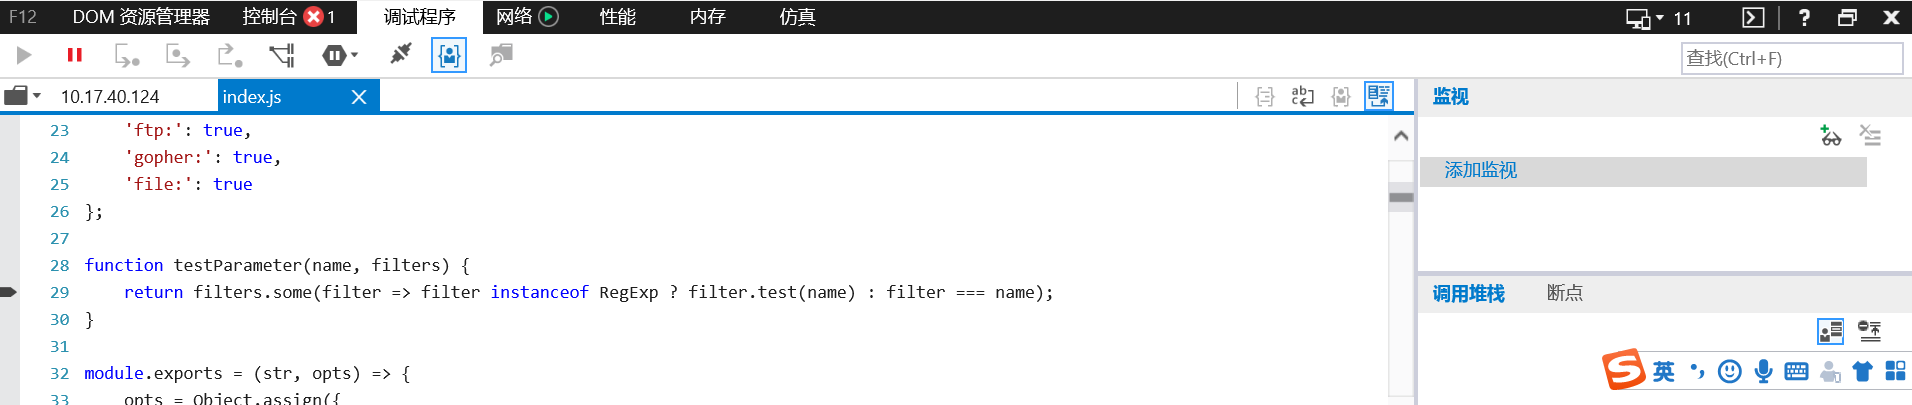 F12 DOM 资源管理器 控制台 1 调试程序 网络 性能 内存 仿真 11 ?
查找(Ctrl+F)
10.17.40.124 index.js
监视
添加监视
23 'ftp:': true,
24 'gopher:': true,
25 'file:': true
26 };
27
28 function testParameter(name, filters) {
29 return filters.some(filter => filter instanceof RegExp ? filter.test(name) : filter === name);
30 }
31
32 module.exports = (str, opts) => {
33 opts = Object.assign({
调用堆栈 断点
S 英